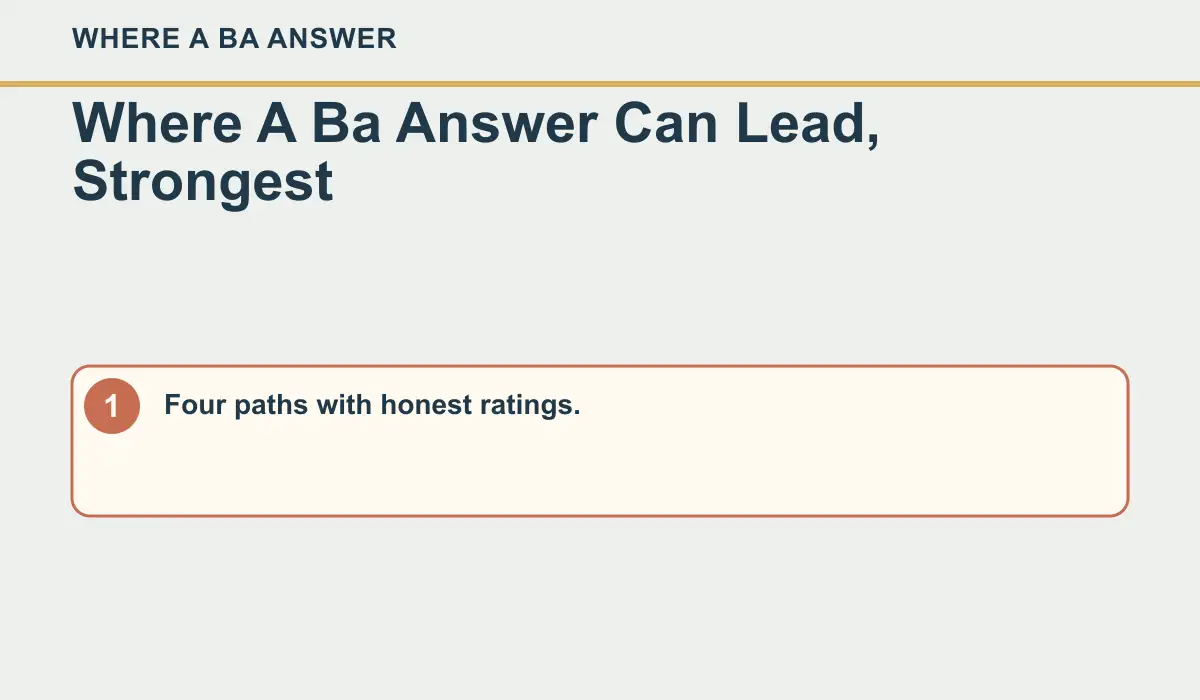 WHERE A BA ANSWER
Where A Ba Answer Can Lead,
Strongest
1
Four paths with honest ratings.